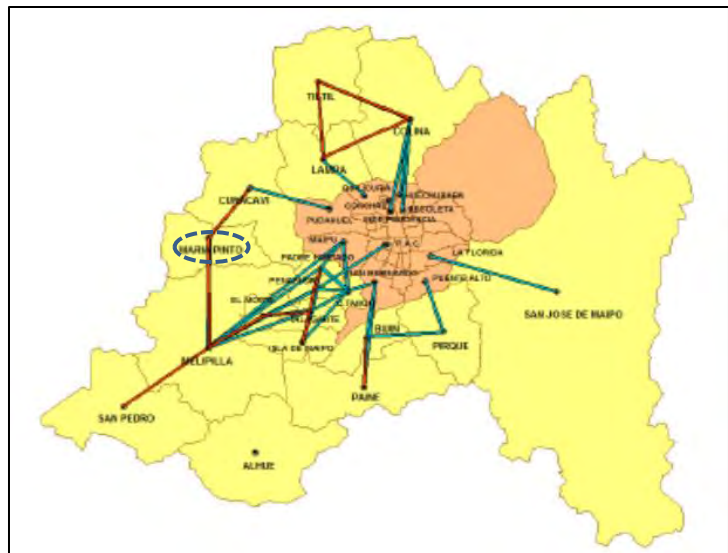 TILTIL
COLINA
LAMPA
QUILICURA
HUECHURABA
CURACAVI
CONCHALI
RECOLETA
INDEPENDENCIA
PUDAHUEL
MAIPU
P.A.C.
MARIA PINTO
PADRE HURTADO
LA FLORIDA
SAN BERNARDO
PEÑAFLOR
PUENTE ALTO
EL MONTE
TALAGANTE
SAN JOSE DE MAIPO
BUIN
MELIPILLA
ISLA DE MAIPO
PIRQUE
PAINE
SAN PEDRO
ALHUE